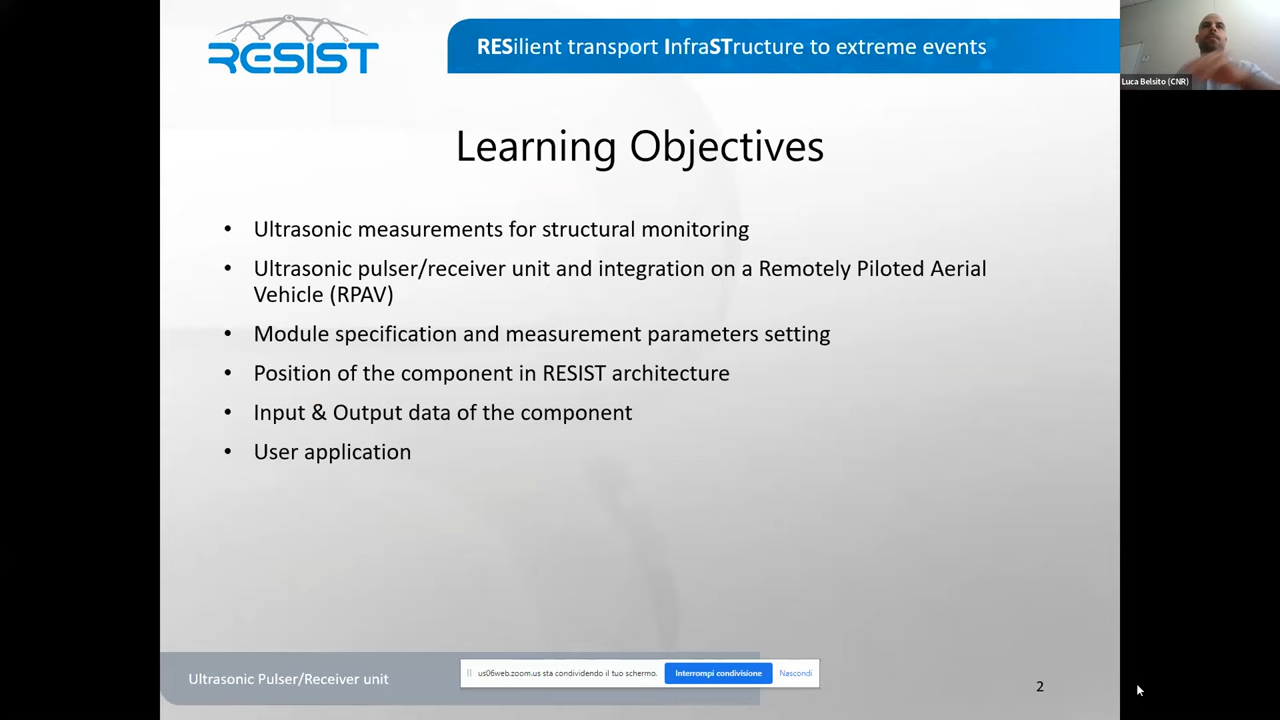 RESIST
RESilient transport InfraSTructure to extreme events
Luca Belsito (CNR)
Learning Objectives
• Ultrasonic measurements for structural monitoring
• Ultrasonic pulser/receiver unit and integration on a Remotely Piloted Aerial
Vehicle (RPAV)
• Module specification and measurement parameters setting
• Position of the component in RESIST architecture
• Input & Output data of the component
• User application
Ultrasonic Pulser/Receiver unit
us06web.zoom.us sta condividendo il tuo schermo.
Interrompi condivisione
Nascondi
2